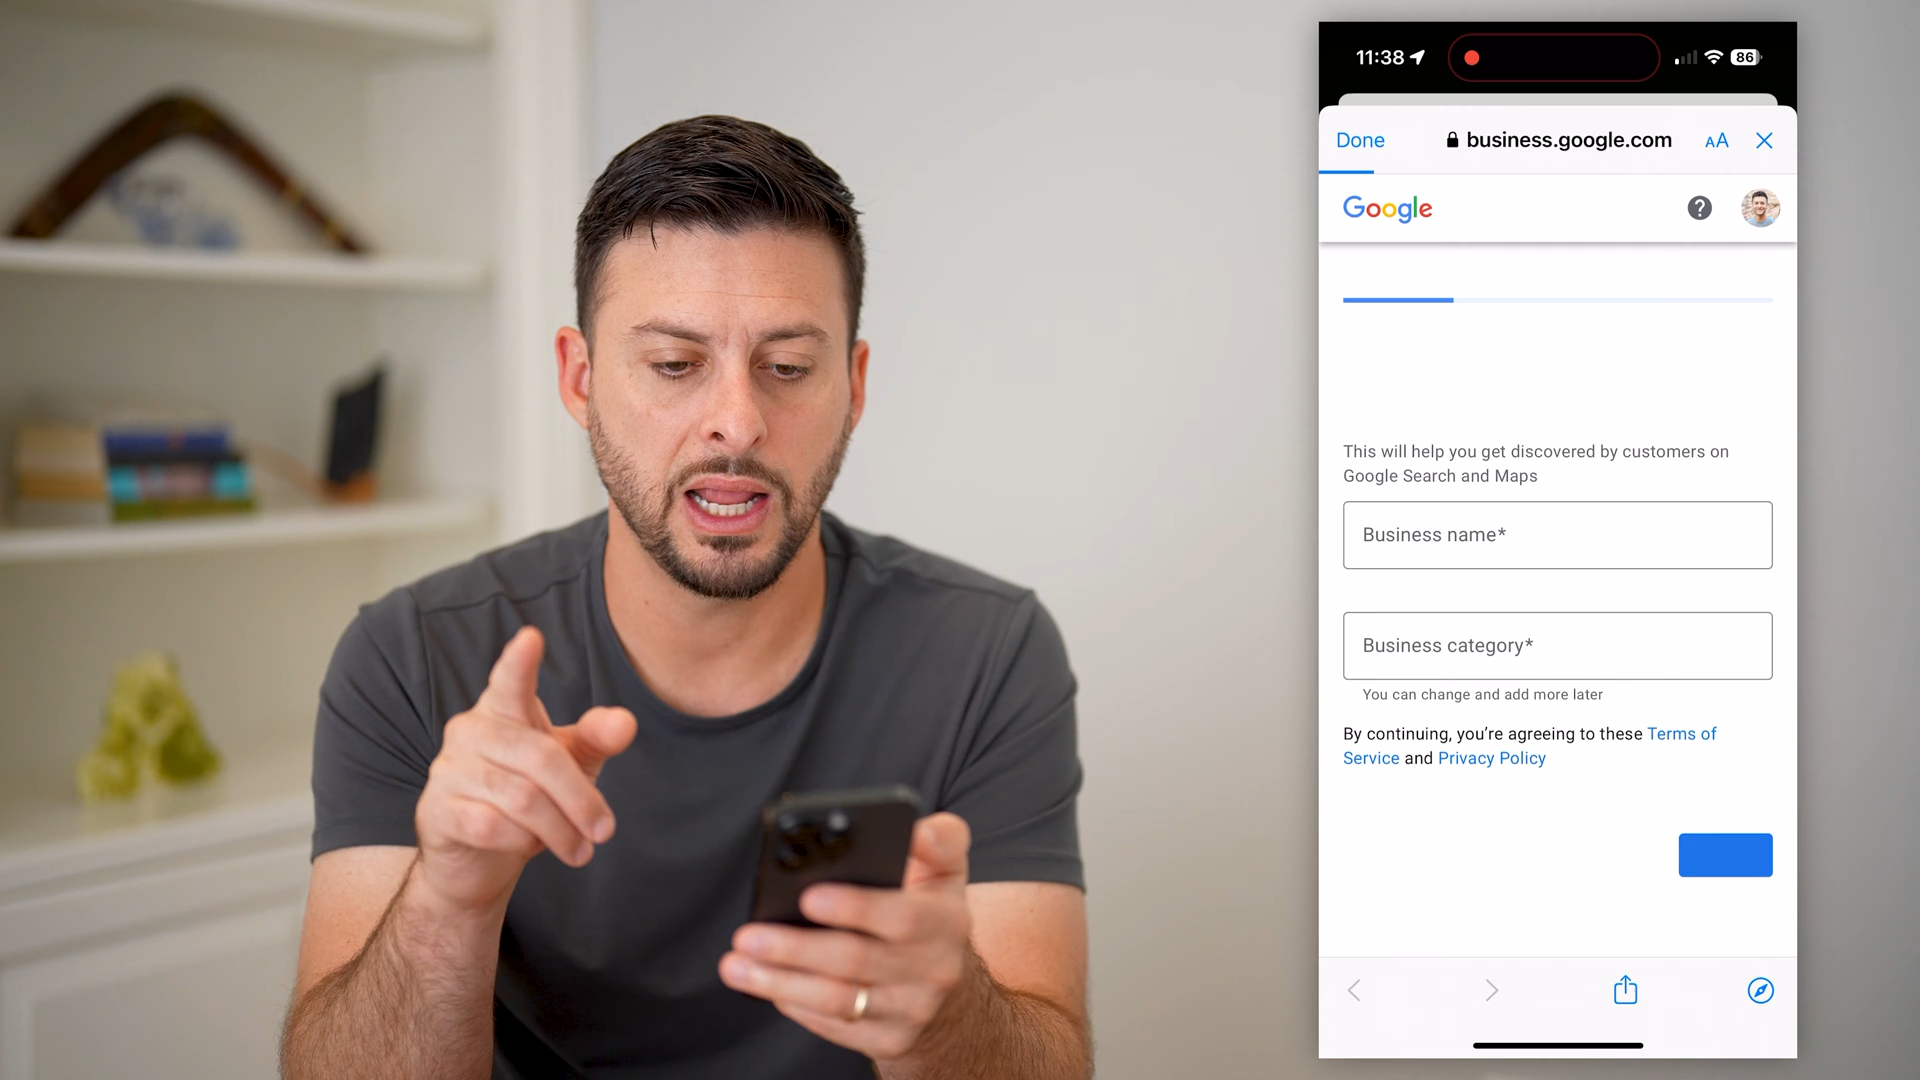 11:38
86
Done
business.google.com
AA
Google
?
This will help you get discovered by customers on
Google Search and Maps
Business name*
Business category*
You can change and add more later
By continuing, you’re agreeing to these Terms of
Service and Privacy Policy